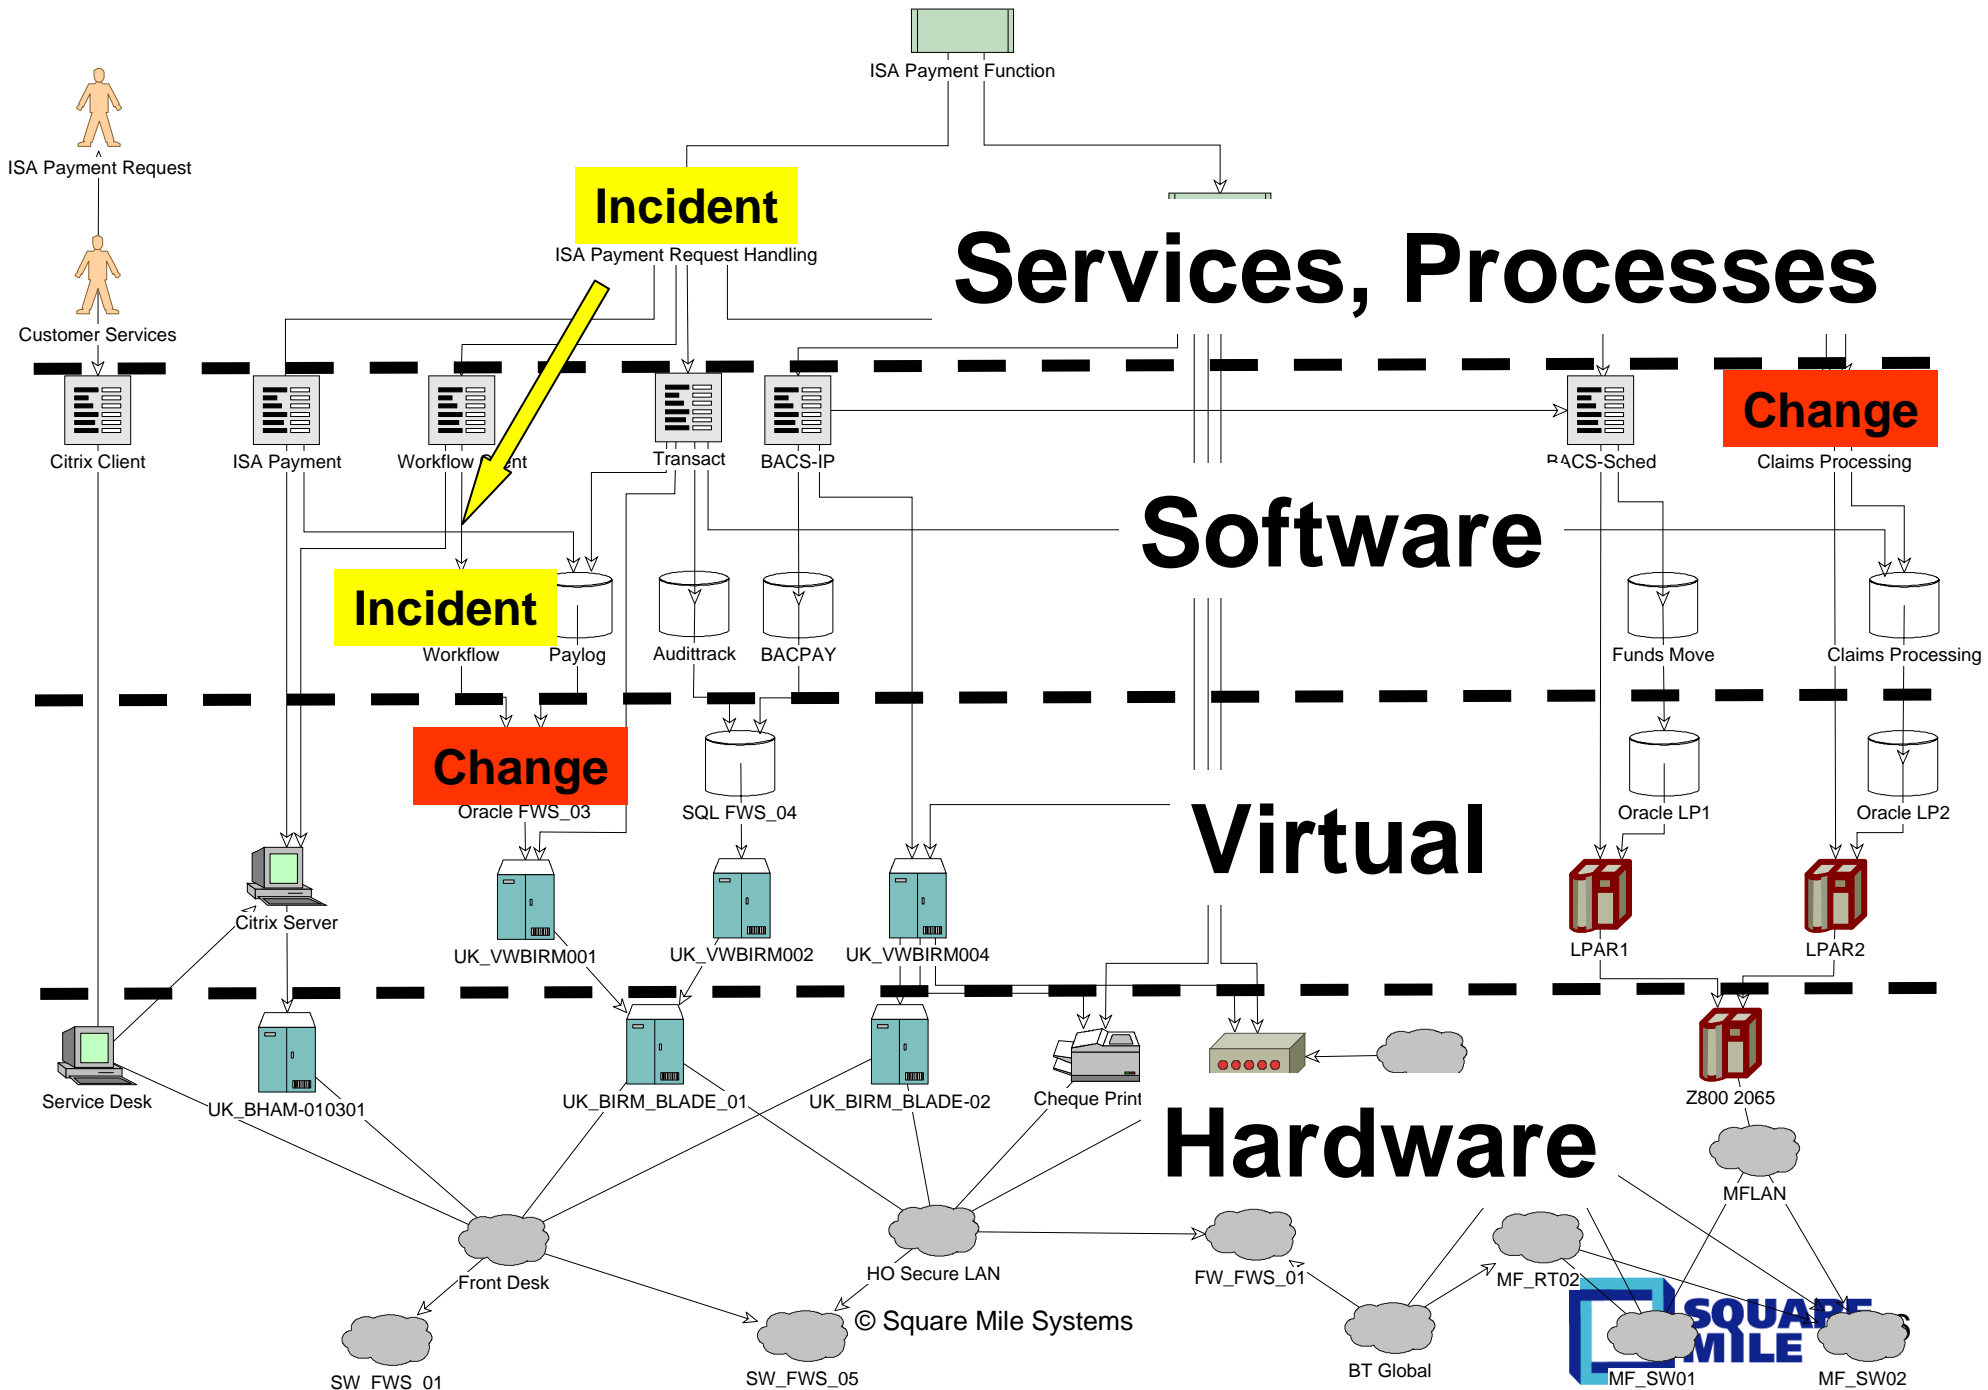 ISA Payment Function
ISA Payment Request
Incident
ISA Payment Request Handling
Services, Processes
Customer Services
Change
Citrix Client
ISA Payment
Workflow
Transact
BACS-IP
BACS-Sched
Claims Processing
Software
Incident
Workflow
Paylog
Audittrack
BACPAY
Funds Move
Claims Processing
Change
Oracle FWS_03
SQL FWS_04
Oracle LP1
Oracle LP2
Virtual
Citrix Server
UK_VWBIRM001
UK_VWBIRM002
UK_VWBIRM004
LPAR1
LPAR2
Service Desk
UK_BHAM-010301
UK_BIRM_BLADE_01
UK_BIRM_BLADE-02
Cheque Print
Z800 2065
Hardware
MFLAN
Front Desk
HO Secure LAN
FW_FWS_01
MF_RT02
© Square Mile Systems
SQUARE
MILE
SW_FWS_01
SW_FWS_05
BT Global
MF_SW01
MF_SW02